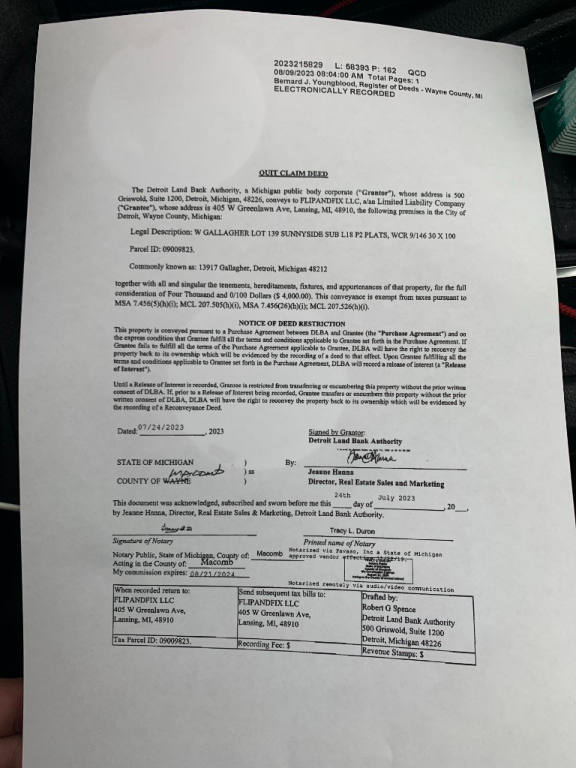 2023215829 L: 58393 P: 162 QCD
08/09/2023 08:04:00 AM Total Pages: 1
Bernard J. Youngblood, Register of Deeds - Wayne County, MI
ELECTRONICALLY RECORDED
QUIT CLAIM DEED
The Detroit Land Bank Authority, a Michigan public body corporate ("Grantor"), whose address is 500
Griswold, Suite 1200, Detroit, Michigan, 48226, conveys to FLIPANDFIX LLC, a/an Limited Liability Company
("Grantee"), whose address is 405 W Greenlawn Ave, Lansing, MI, 48910, the following premises in the City of
Detroit, Wayne County, Michigan:
Legal Description: W GALLAGHER LOT 139 SUNNYSIDE SUB L18 P2 PLATS, WCR 9/146 30 X 100
Parcel ID: 09009823.
Commonly known as: 13917 Gallagher, Detroit, Michigan 48212
together with all and singular the tenements, hereditaments, fixtures, and appurtenances of that property, for the full
consideration of Four Thousand and 0/100 Dollars ($ 4,000.00). This conveyance is exempt from taxes pursuant to
MSA 7.456(5)(h)(i); MCL 207.505(h)(i), MSA 7.456(26)(h)(i); MCL 207.526(h)(i).
NOTICE OF DEED RESTRICTION
This property is conveyed pursuant to a Purchase Agreement between DLBA and Grantee (the "Purchase Agreement") and on
the express condition that Grantee fulfill all the terms and conditions applicable to Grantee set forth in the Purchase Agreement. If
Grantee fails to fulfill all the terms of the Purchase Agreement applicable to Grantee, DLBA will have the right to reconvey the
property back to its ownership which will be evidenced by the recording of a deed to that effect. Upon Grantee fulfilling all the
terms and conditions applicable to Grantee set forth in the Purchase Agreement, DLBA will record a release of interest (a "Release
of Interest").
Until a Release of Interest is recorded, Grantee is restricted from transferring or encumbering this property without the prior written
consent of DLBA. If, prior to a Release of Interest being recorded, Grantee transfers or encumbers this property without the prior
written consent of DLBA, DLBA will have the right to reconvey the property back to its ownership which will be evidenced by
the recording of a Reconveyance Deed.
Dated: 07/24/2023, 2023
Signed by Grantor:
Detroit Land Bank Authority
STATE OF MICHIGAN )
) ss
COUNTY OF WAYNE Macomb )
By:
Jeanne Hanna
Director, Real Estate Sales and Marketing
This document was acknowledged, subscribed and sworn before me this 24th day of July 2023, 20 ,
by Jeanne Hanna, Director, Real Estate Sales & Marketing, Detroit Land Bank Authority.
Signature of Notary
Tracy L. Duron
Printed name of Notary
Notary Public, State of Michigan, County of: Macomb
Acting in the County of: Macomb
My commission expires: 08/21/2024
Notarized via Pavaso, Inc a State of Michigan
approved vendor effective
Notarized remotely via audio/video communication
When recorded return to:
FLIPANDFIX LLC
405 W Greenlawn Ave,
Lansing, MI, 48910
Send subsequent tax bills to:
FLIPANDFIX LLC
405 W Greenlawn Ave,
Lansing, MI, 48910
Drafted by:
Robert G Spence
Detroit Land Bank Authority
500 Griswold, Suite 1200
Detroit, Michigan 48226
Tax Parcel ID: 09009823.
Recording Fee: $
Revenue Stamps: $